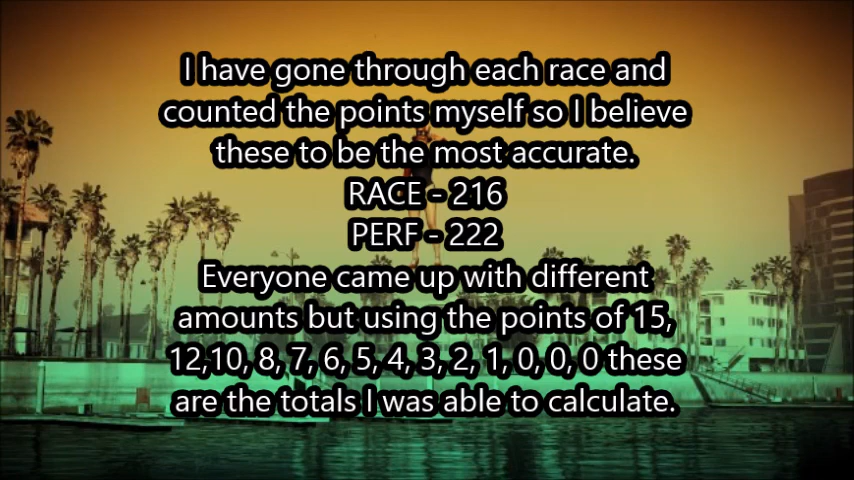 I have gone through each race and
counted the points myself so I believe
these to be the most accurate.
RACE - 216
PERF - 222
Everyone came up with different
amounts but using the points of 15,
12,10, 8, 7, 6, 5, 4, 3, 2, 1, 0, 0, 0 these
are the totals I was able to calculate.